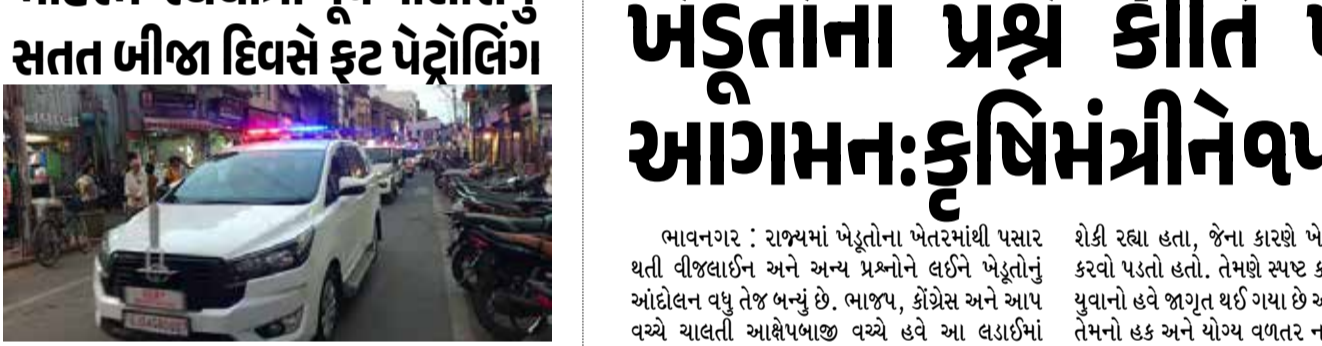 સતત બીજા દિવસે ફૂટ પેટ્રોલિંગ
ખેડૂતોના પ્રશ્ને
આગમન:કૃષિમંત્રીને૧૫
ભાવનગર : રાજ્યમાં ખેડૂતોના ખેતરમાંથી પસાર
થતી વીજલાઈન અને અન્ય પ્રશ્નોને લઈને ખેડૂતોનું
આંદોલન વધુ તેજ બન્યું છે. ભાજપ, કોંગ્રેસ અને આપ
વચ્ચે ચાલતી આક્ષેપબાજી વચ્ચે હવે આ લડાઈમાં
શેકી રહ્યા હતા, જેના કારણે ખે
કરવો પડતો હતો. તેમણે સ્પષ્ટ ક
યુવાનો હવે જાગૃત થઈ ગયા છે અ
તેમનો હક અને યોગ્ય વળતર ન